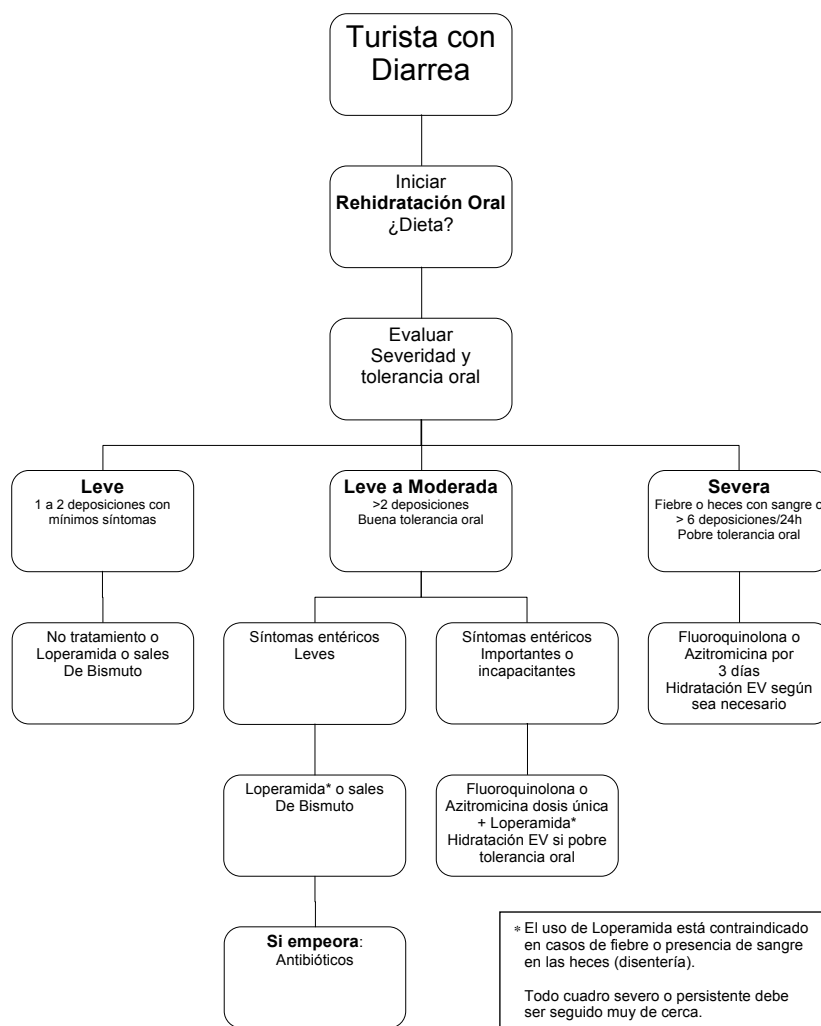 Turista con
Diarrea
Iniciar
Rehidratación Oral
¿Dieta?
Evaluar
Severidad y
tolerancia oral
Leve
1 a 2 deposiciones con
mínimos síntomas
Leve a Moderada
>2 deposiciones
Buena tolerancia oral
Severa
Fiebre o heces con sangre o
> 6 deposiciones/24h
Pobre tolerancia oral
No tratamiento o
Loperamida o sales
De Bismuto
Síntomas entéricos
Leves
Síntomas entéricos
Importantes o
incapacitantes
Fluoroquinolona o
Azitromicina por
3 días
Hidratación EV según
sea necesario
Loperamida* o sales
De Bismuto
Fluoroquinolona o
Azitromicina dosis única
+ Loperamida*
Hidratación EV si pobre
tolerancia oral
Si empeora:
Antibióticos
* El uso de Loperamida está contraindicado
en casos de fiebre o presencia de sangre
en las heces (disentería).
Todo cuadro severo o persistente debe
ser seguido muy de cerca.